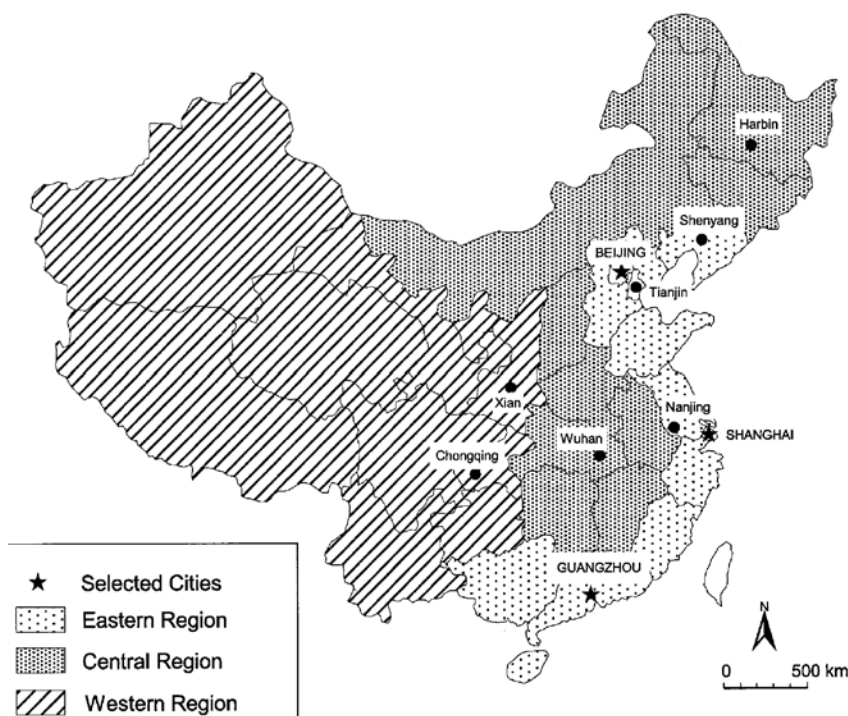 Harbin
Shenyang
BEIJING
Tianjin
Xian
Nanjing
SHANGHAI
Wuhan
Chongqing
GUANGZHOU
Selected Cities
Eastern Region
Central Region
Western Region
N
0 500 km